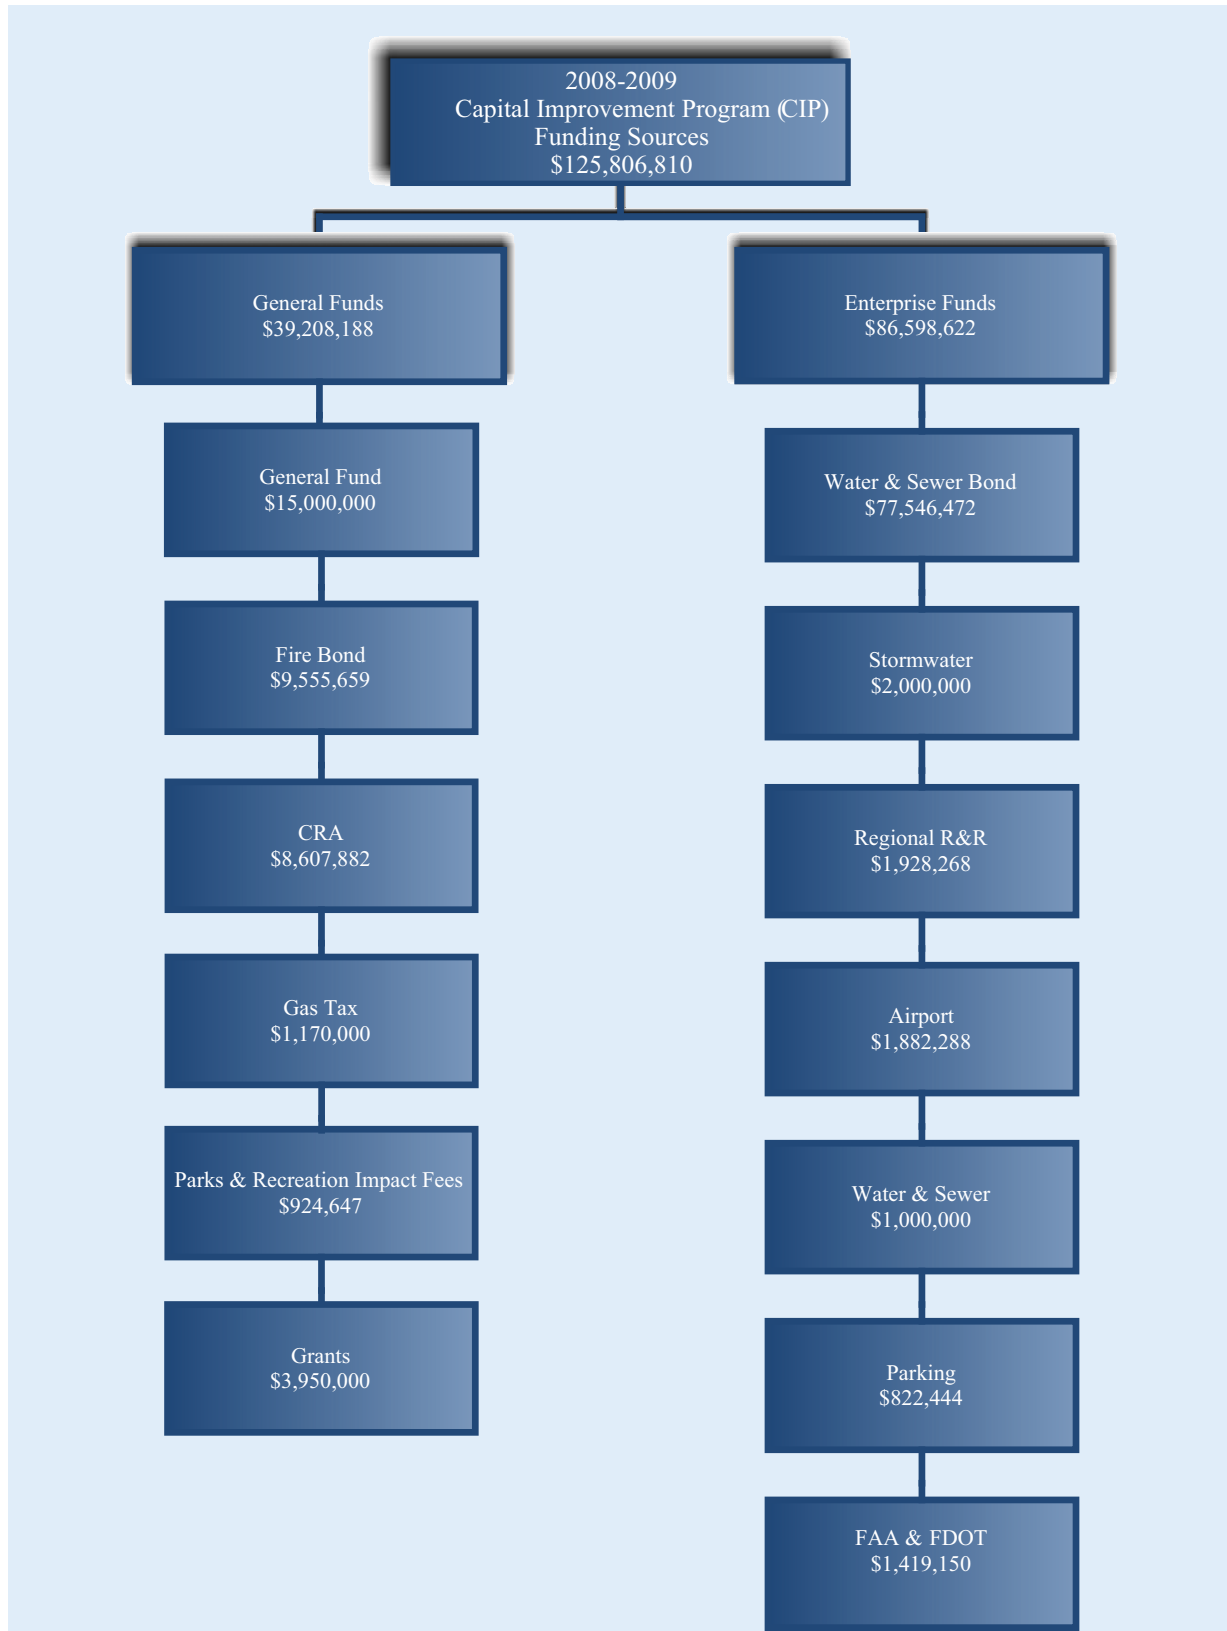 2008-2009
Capital Improvement Program (CIP)
Funding Sources
$125,806,810
General Funds
$39,208,188
General Fund
$15,000,000
Fire Bond
$9,555,659
CRA
$8,607,882
Gas Tax
$1,170,000
Parks & Recreation Impact Fees
$924,647
Grants
$3,950,000
Enterprise Funds
$86,598,622
Water & Sewer Bond
$77,546,472
Stormwater
$2,000,000
Regional R&R
$1,928,268
Airport
$1,882,288
Water & Sewer
$1,000,000
Parking
$822,444
FAA & FDOT
$1,419,150